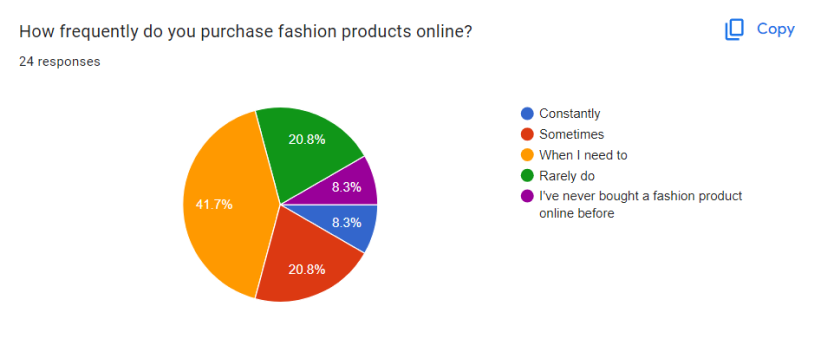 How frequently do you purchase fashion products online?
Copy
24 responses
20.8%
8.3%
41.7%
8.3%
20.8%
Constantly
Sometimes
When I need to
Rarely do
I've never bought a fashion product
online before